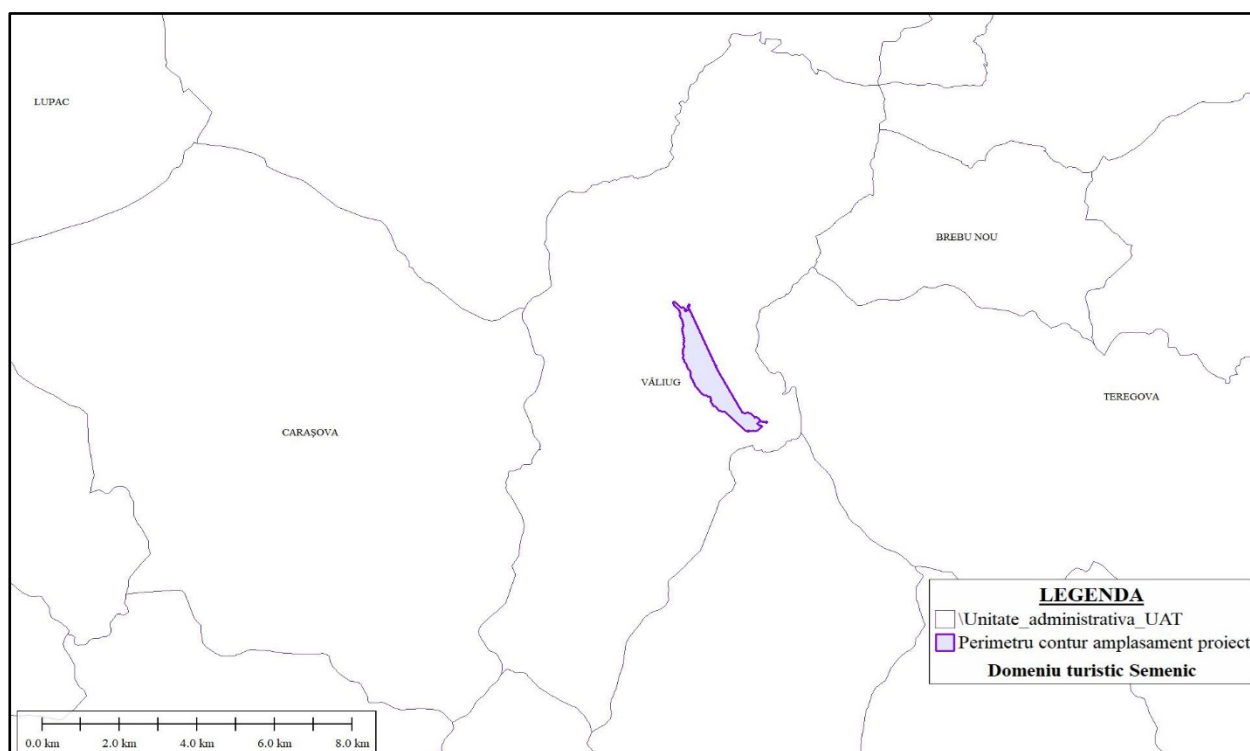 LUPAC
BREBU NOU
VĂLIUG
TEREGOVA
CARAŞOVA
LEGENDA
\Unitate_administrativa_UAT
Perimetru contur amplasament proiect
Domeniu turistic Semenic
0.0 km 2.0 km 4.0 km 6.0 km 8.0 km